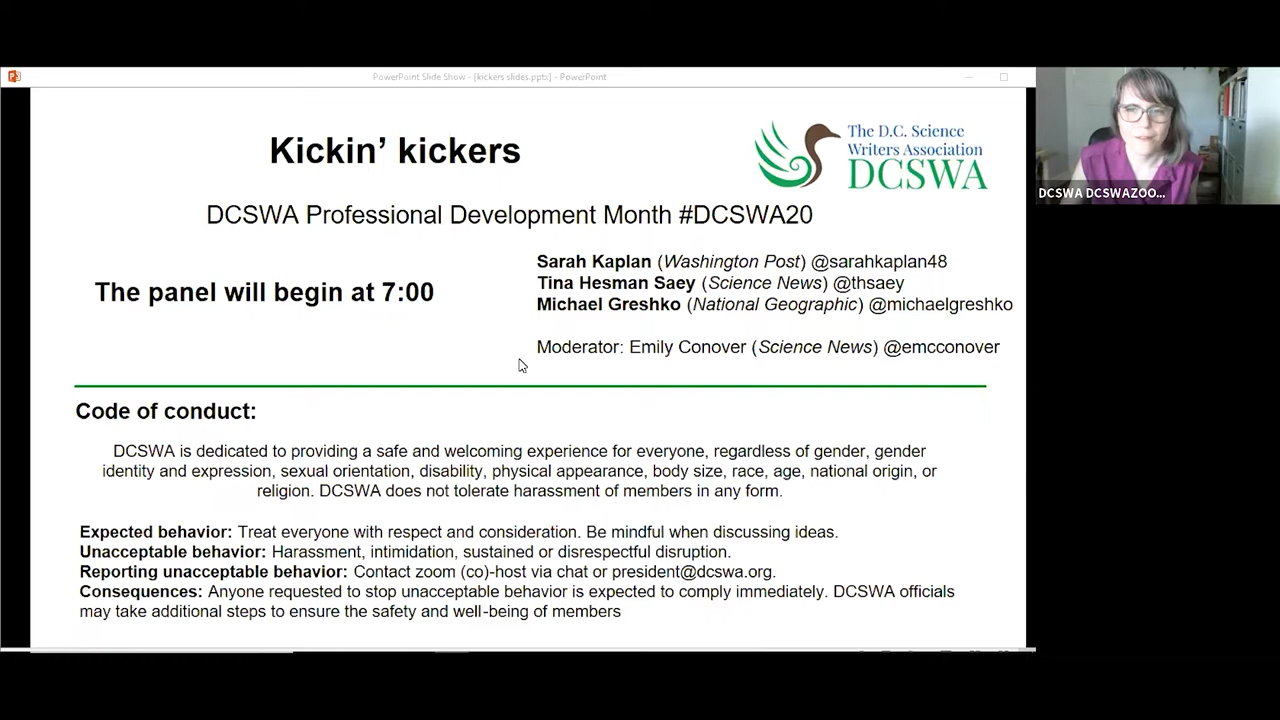 PowerPoint Slide Show - [kickers slides.pptx] - PowerPoint
Kickin’ kickers
The D.C. Science
Writers Association
DCSWA
DCSWA Professional Development Month #DCSWA20
The panel will begin at 7:00
Sarah Kaplan (Washington Post) @sarahkaplan48
Tina Hesman Saey (Science News) @thsaey
Michael Greshko (National Geographic) @michaelgreshko
Moderator: Emily Conover (Science News) @emcconover
Code of conduct:
DCSWA is dedicated to providing a safe and welcoming experience for everyone, regardless of gender, gender
identity and expression, sexual orientation, disability, physical appearance, body size, race, age, national origin, or
religion. DCSWA does not tolerate harassment of members in any form.
Expected behavior: Treat everyone with respect and consideration. Be mindful when discussing ideas.
Unacceptable behavior: Harassment, intimidation, sustained or disrespectful disruption.
Reporting unacceptable behavior: Contact zoom (co)-host via chat or president@dcswa.org.
Consequences: Anyone requested to stop unacceptable behavior is expected to comply immediately. DCSWA officials
may take additional steps to ensure the safety and well-being of members
DCSWA DCSWAZOO...